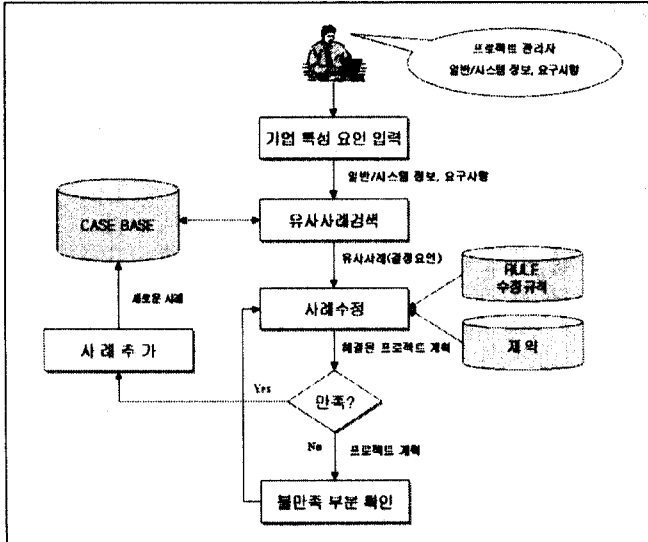 프로젝트 관리자
일반/시스템 정보, 요구사항
기업 특성 요인 입력
일반/시스템 정보, 요구사항
CASE BASE
유사사례검색
유사사례(결정요인)
RULE
수정규칙
새로운 사례
사례수정
제약
사 례 추 가
해결된 프로젝트 계획
Yes
만족?
No
프로젝트 계획
불만족 부분 확인